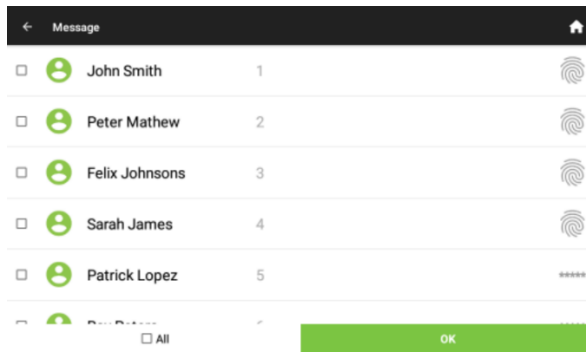 Message
John Smith 1
Peter Mathew 2
Felix Johnsons 3
Sarah James 4
Patrick Lopez 5 *****
All OK